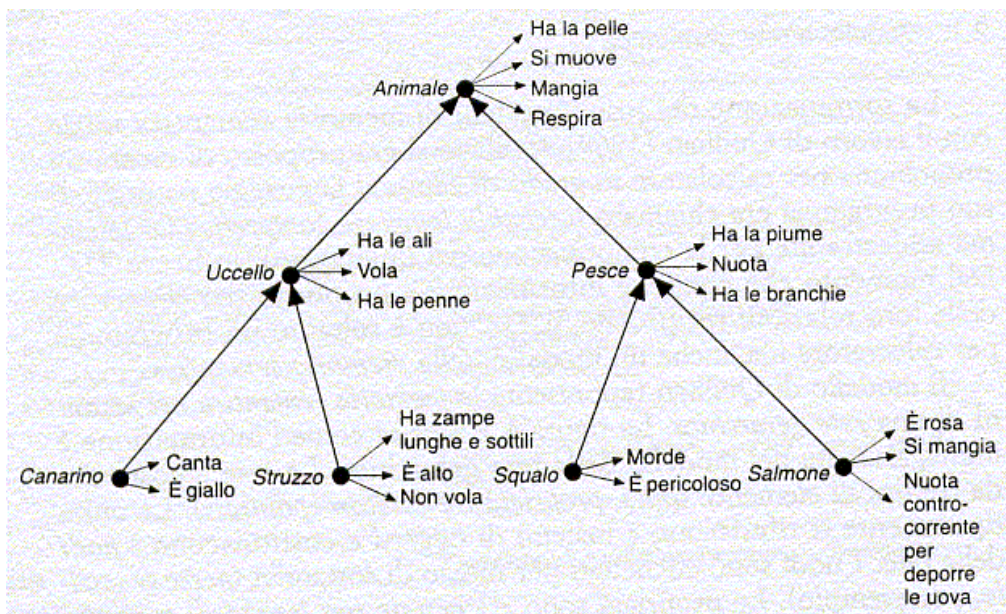 Animale
Ha la pelle
Si muove
Mangia
Respira
Uccello
Ha le ali
Vola
Ha le penne
Pesce
Ha la piume
Nuota
Ha le branchie
Canarino
Canta
È giallo
Struzzo
Ha zampe
lunghe e sottili
È alto
Non vola
Squalo
Morde
È pericoloso
Salmone
È rosa
Si mangia
Nuota
contro-
corrente
per
deporre
le uova